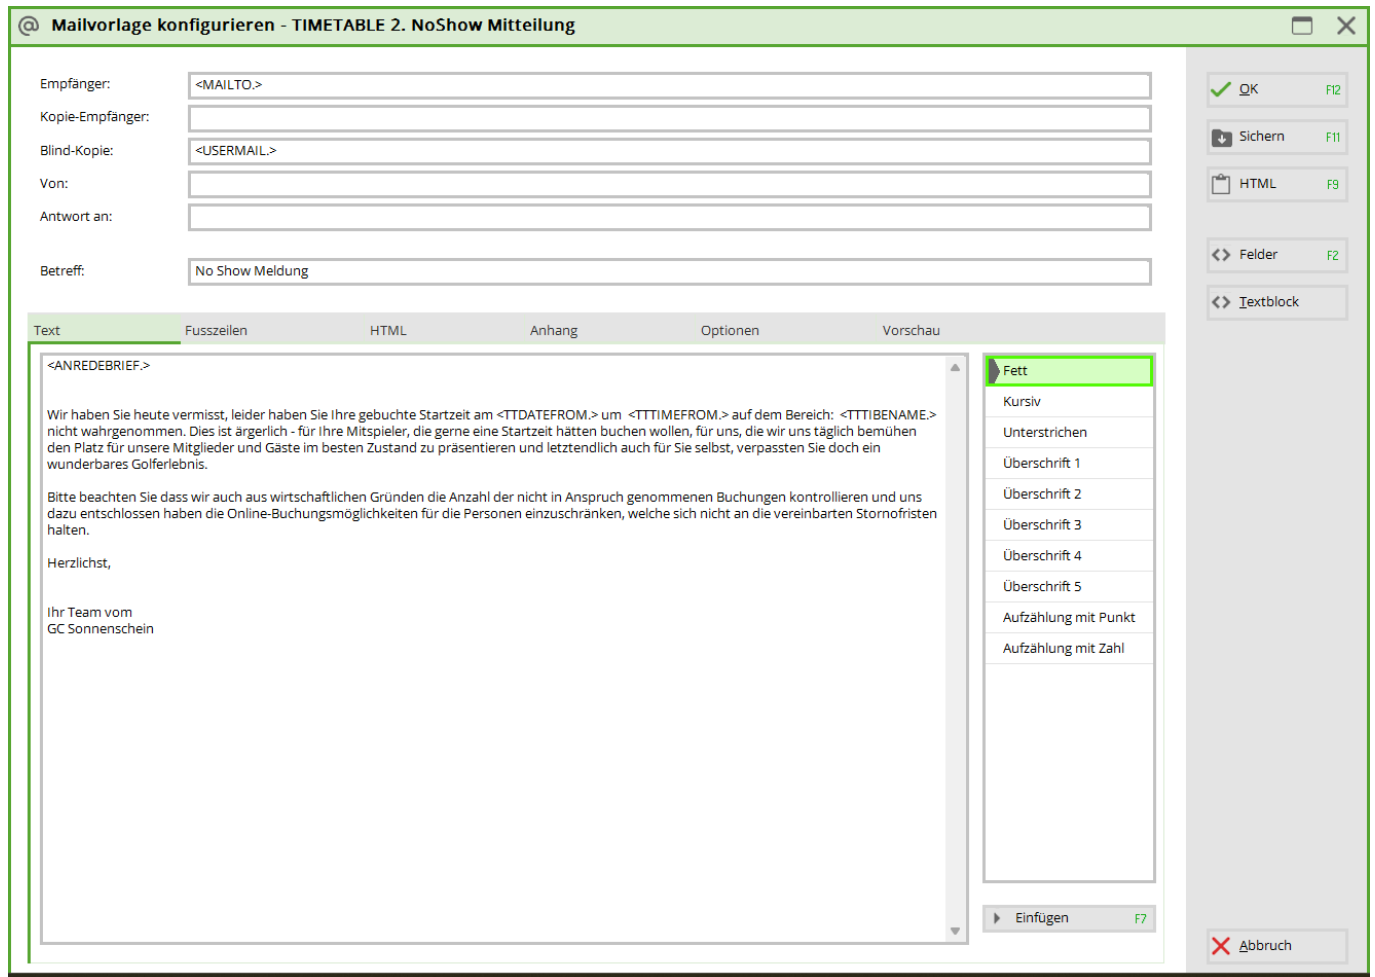 @ Mailvorlage konfigurieren - TIMETABLE 2. NoShow Mitteilung
Empfänger: <MAILTO.>
Kopie-Empfänger:
Blind-Kopie: <USERMAIL.>
Von:
Antwort an:
Betreff: No Show Meldung
Text Fusszeilen HTML Anhang Optionen Vorschau
<ANREDEBRIEF.>
Wir haben Sie heute vermisst, leider haben Sie Ihre gebuchte Startzeit am <TTDATEFROM.> um  <TTTIMEFROM.> auf dem Bereich:  <TTTIBENAME.>
nicht wahrgenommen. Dies ist ärgerlich - für Ihre Mitspieler, die gerne eine Startzeit hätten buchen wollen, für uns, die wir uns täglich bemühen
den Platz für unsere Mitglieder und Gäste im besten Zustand zu präsentieren und letztendlich auch für Sie selbst, verpassten Sie doch ein
wunderbares Golferlebnis.
Bitte beachten Sie dass wir auch aus wirtschaftlichen Gründen die Anzahl der nicht in Anspruch genommenen Buchungen kontrollieren und uns
dazu entschlossen haben die Online-Buchungsmöglichkeiten für die Personen einzuschränken, welche sich nicht an die vereinbarten Stornofristen
halten.
Herzlichst,
Ihr Team vom
GC Sonnenschein
Fett
Kursiv
Unterstrichen
Überschrift 1
Überschrift 2
Überschrift 3
Überschrift 4
Überschrift 5
Aufzählung mit Punkt
Aufzählung mit Zahl
Einfügen F7
OK F12
Sichern F11
HTML F9
Felder F2
Textblock
Abbruch